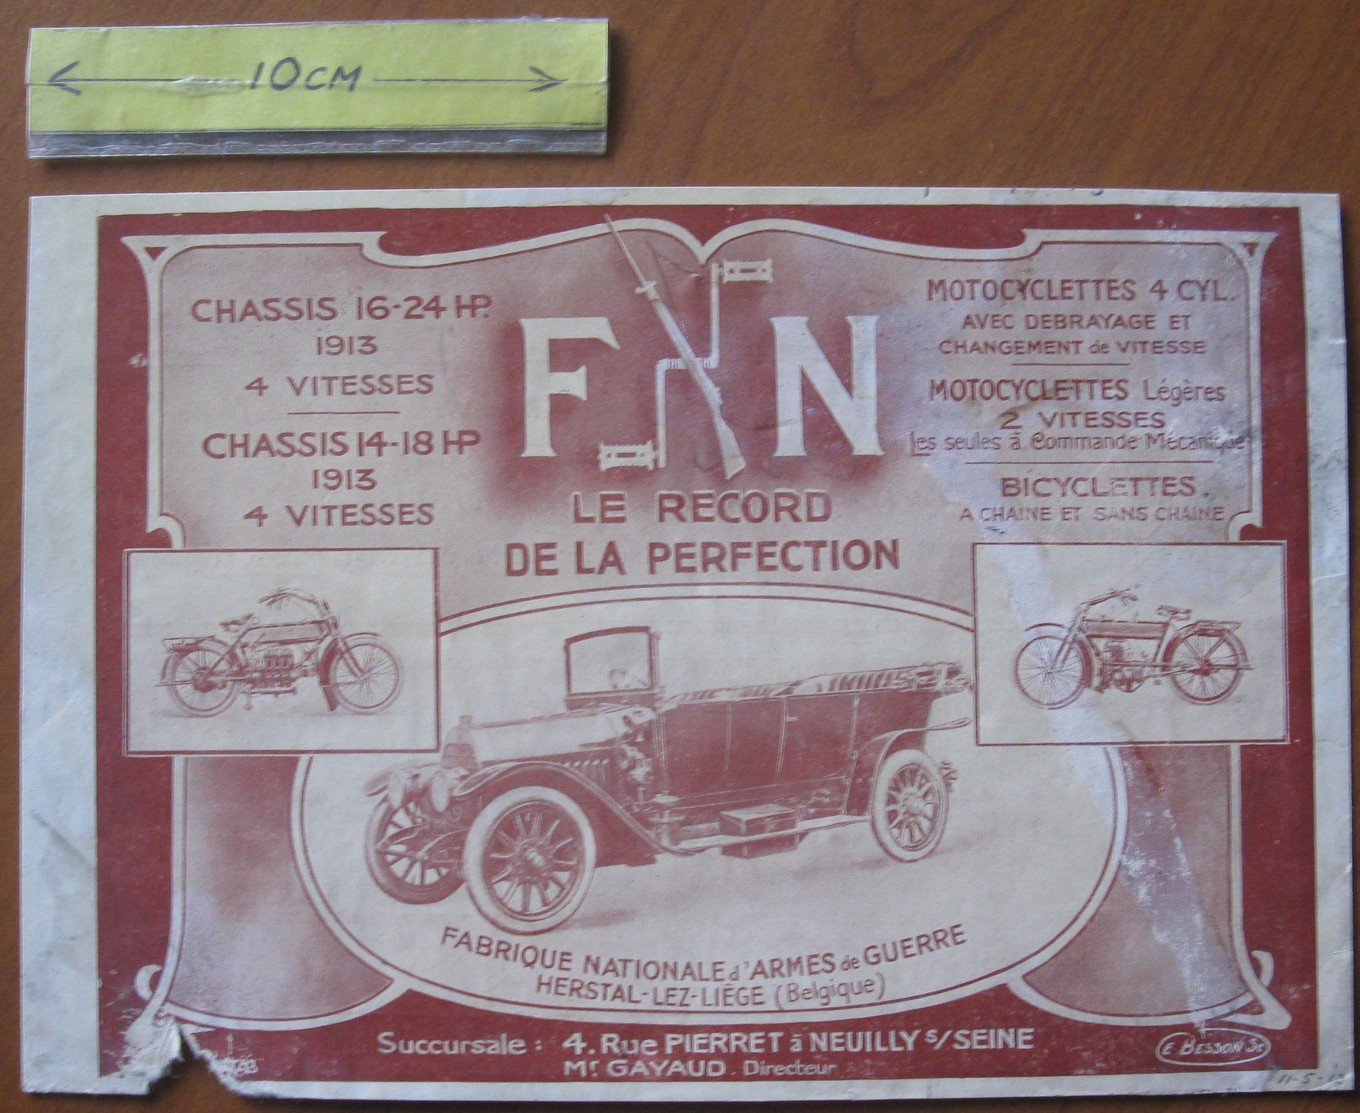 10CM
CHASSIS 16-24 HP.
1913
4 VITESSES
CHASSIS 14-18 HP
1913
4 VITESSES
F N
LE RECORD
DE LA PERFECTION
MOTOCYCLETTES 4 CYL.
AVEC DEBRAYAGE ET
CHANGEMENT de VITESSE
MOTOCYCLETTES Légères
2 VITESSES
les seules à Commande Mécanique
BICYCLETTES.
A CHAINE ET SANS CHAINE
FABRIQUE NATIONALE d'ARMES de GUERRE
HERSTAL-LEZ-LIÈGE (Belgique)
Succursale : 4. Rue PIERRET à NEUILLY S/SEINE
Mr GAYAUD. Directeur
E BESSON Sc